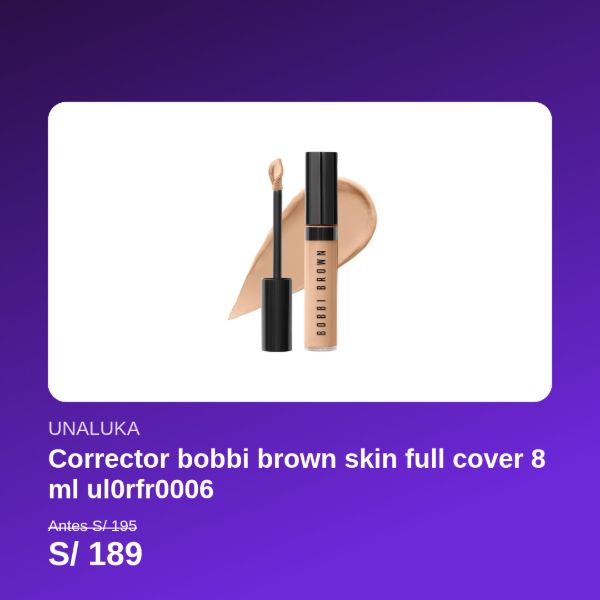 BOBBI BROWN
UNALUKA
Corrector bobbi brown skin full cover 8
ml ul0rfr0006
Antes S/ 195
S/ 189